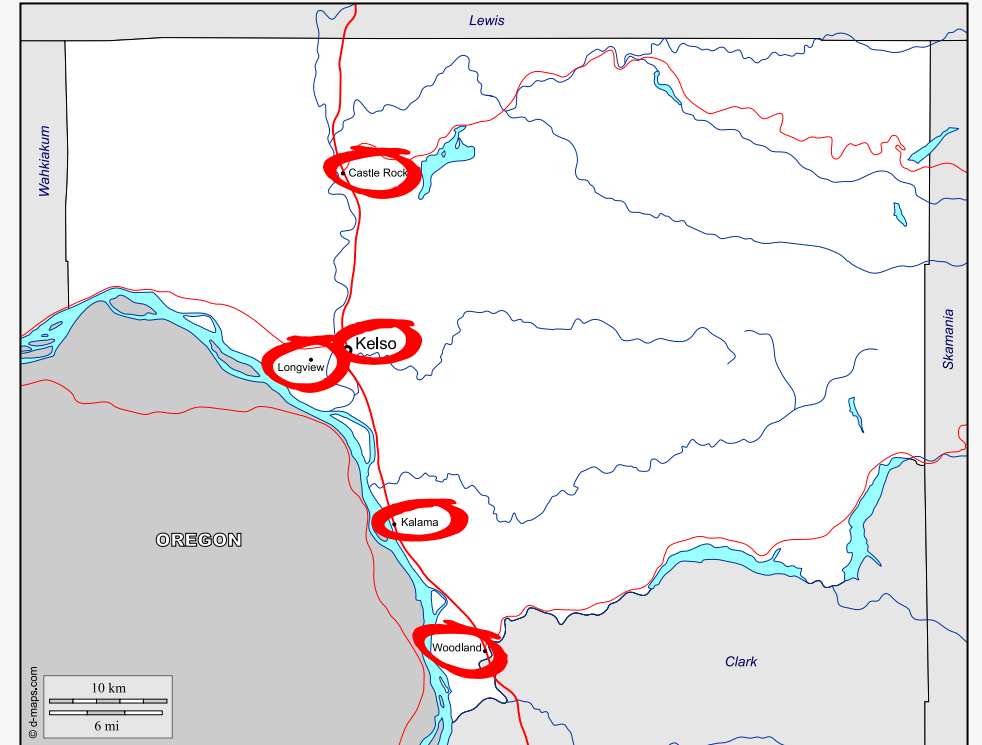 Lewis
Wahkiakum
Castle Rock
Skamania
Kelso
Longview
Kalama
OREGON
Woodland
Clark
10 km
6 mi
© d-maps.com